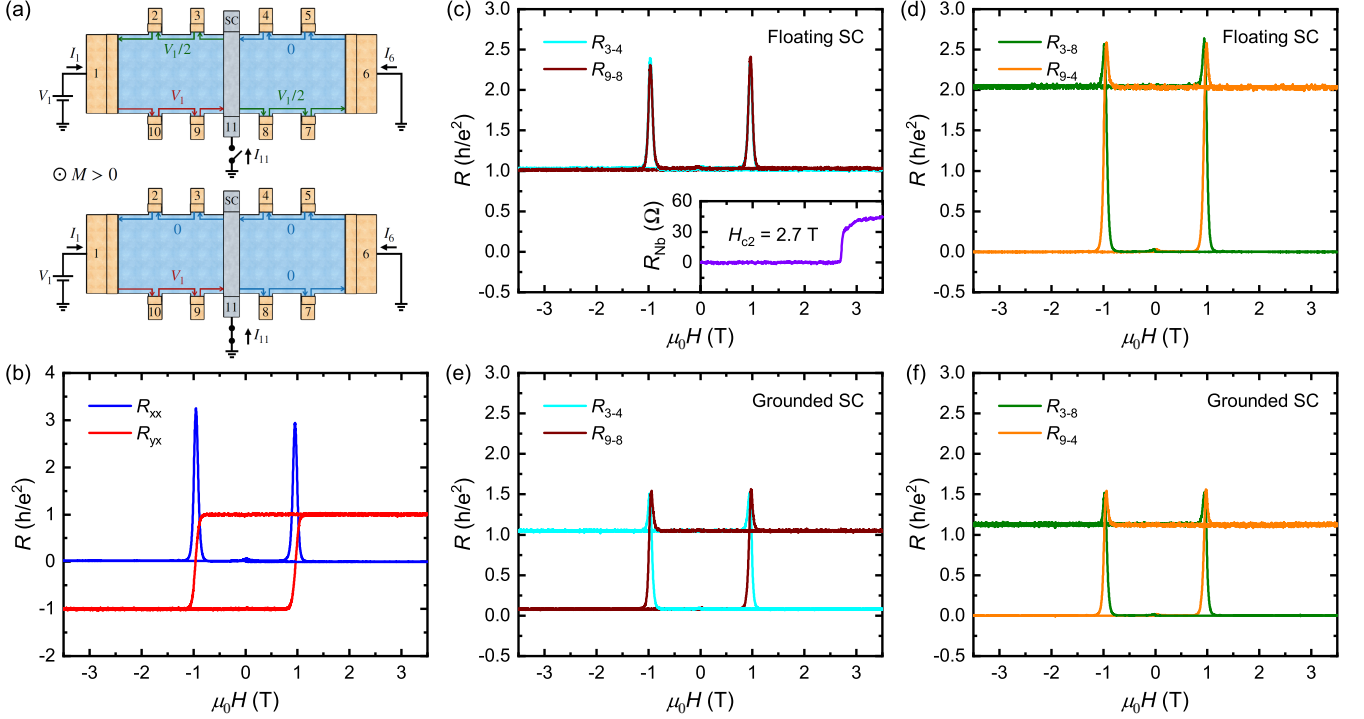 (a)
2
3
SC
4
5
V₁/2
0
I₁
1
6
I₆
V₁
V₁
V₁/2
10
9
11
8
7
I₁₁
⊙ M > 0
2
3
SC
4
5
0
0
I₁
1
6
I₆
V₁
V₁
0
10
9
11
8
7
I₁₁
(b)
4
3
2
1
0
-1
-2
R (h/e²)
Rxx
Ryx
-3 -2 -1 0 1 2 3
μ₀H (T)
(c)
3.0
2.5
2.0
1.5
1.0
0.5
0.0
-0.5
R (h/e²)
R₃₋₄
R₉₋₈
Floating SC
60
30
0
R_Nb (Ω)
H_c2 = 2.7 T
-3 -2 -1 0 1 2 3
μ₀H (T)
(d)
3.0
2.5
2.0
1.5
1.0
0.5
0.0
-0.5
R (h/e²)
R₃₋₈
R₉₋₄
Floating SC
-3 -2 -1 0 1 2 3
μ₀H (T)
(e)
3.0
2.5
2.0
1.5
1.0
0.5
0.0
-0.5
R (h/e²)
R₃₋₄
R₉₋₈
Grounded SC
-3 -2 -1 0 1 2 3
μ₀H (T)
(f)
3.0
2.5
2.0
1.5
1.0
0.5
0.0
-0.5
R (h/e²)
R₃₋₈
R₉₋₄
Grounded SC
-3 -2 -1 0 1 2 3
μ₀H (T)